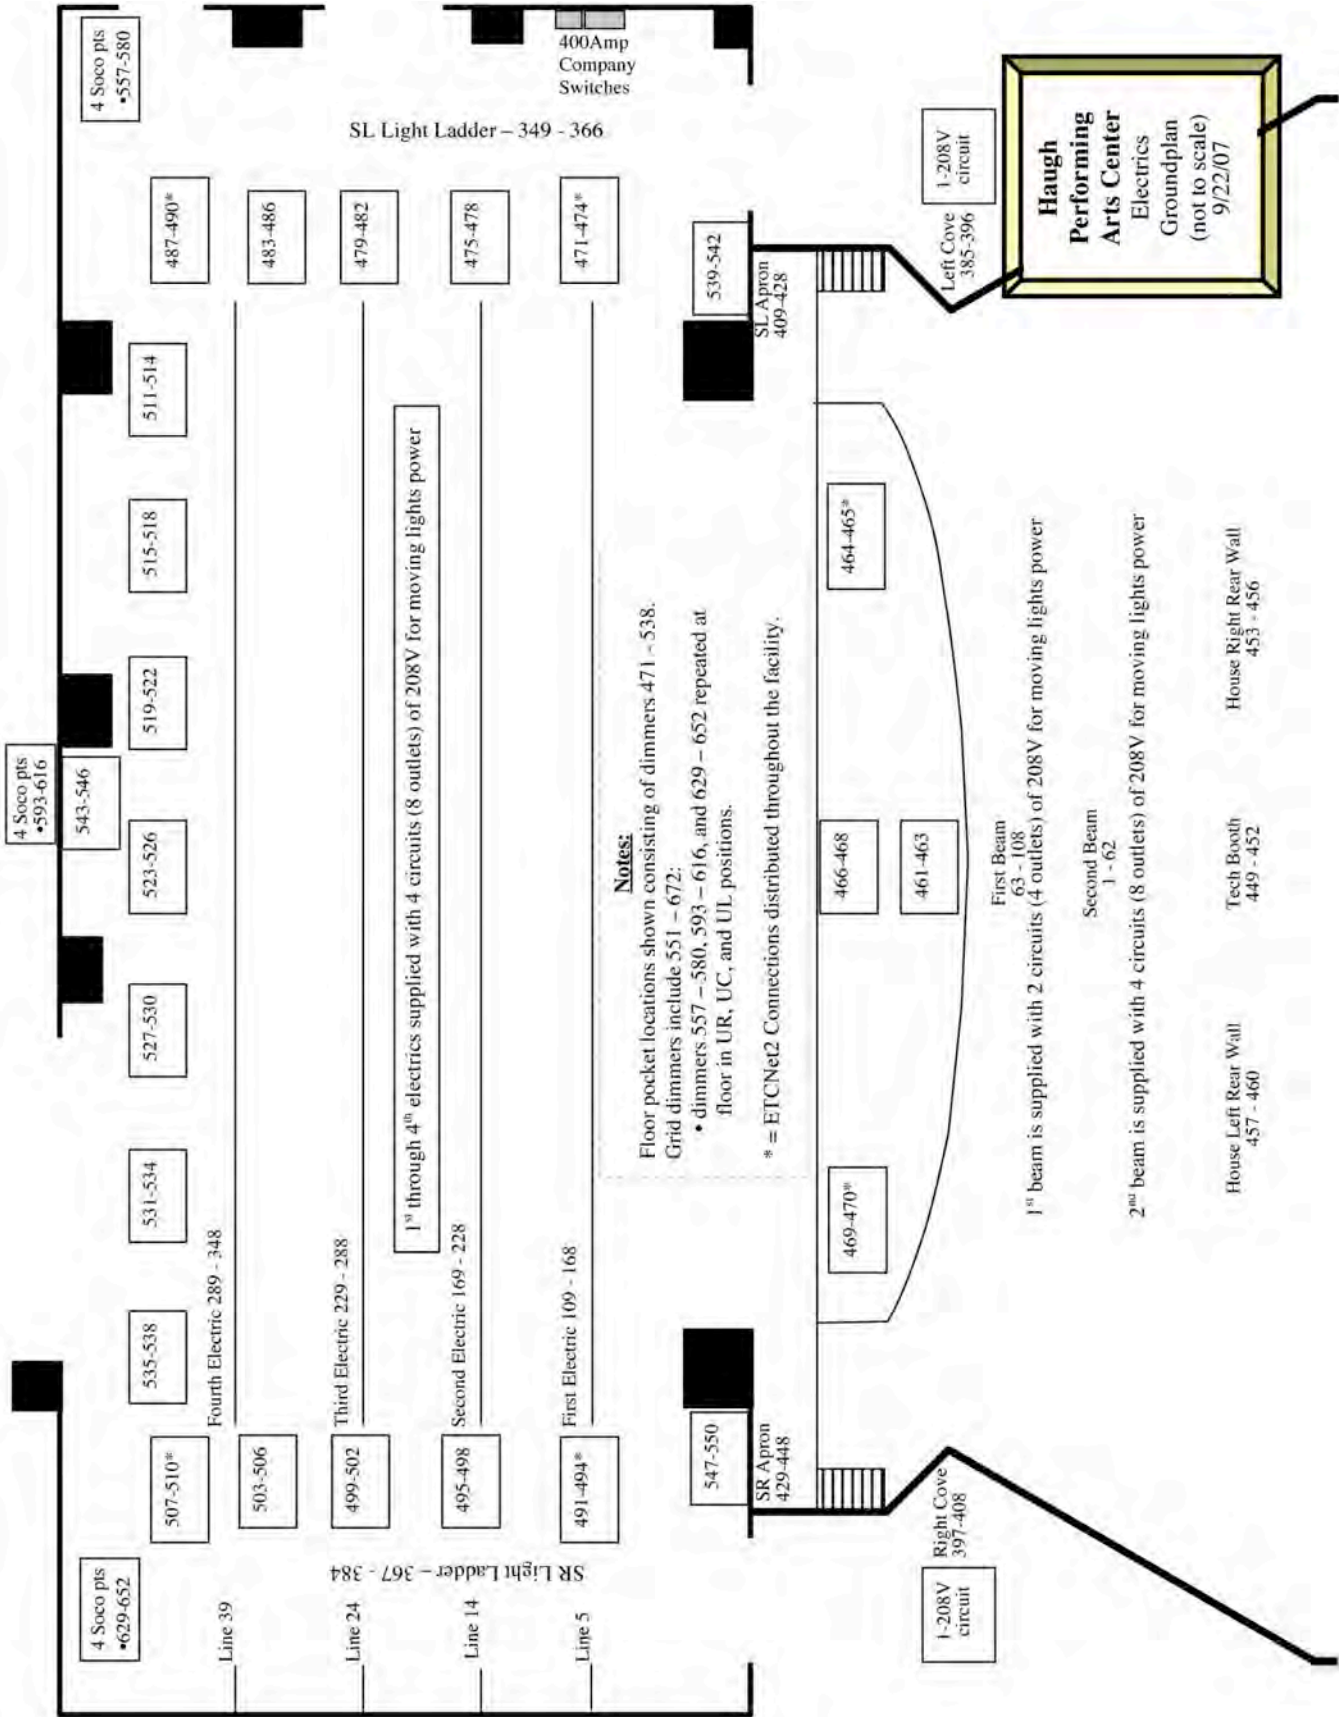 4 Soco pts
•629-652
4 Soco pts
•593-616
4 Soco pts
•557-580
543-546
507-510*
535-538
531-534
527-530
523-526
519-522
515-518
511-514
487-490*
Line 39
Fourth Electric 289 - 348
503-506
483-486
Line 24
Third Electric 229 - 288
499-502
479-482
SR Light Ladder – 367 - 384
SL Light Ladder – 349 - 366
1st through 4th electrics supplied with 4 circuits (8 outlets) of 208V for moving lights power
Line 14
Second Electric 169 - 228
495-498
475-478
Line 5
First Electric 109 - 168
491-494*
471-474*
400Amp
Company
Switches
Notes:
Floor pocket locations shown consisting of dimmers 471 - 538.
Grid dimmers include 551 – 672:
• dimmers 557 – 580, 593 – 616, and 629 – 652 repeated at
floor in UR, UC, and UL positions.
* = ETCNet2 Connections distributed throughout the facility.
547-550
539-542
SR Apron
429-448
SL Apron
409-428
469-470*
466-468
464-465*
461-463
1-208V
circuit
Right Cove
397-408
Left Cove
385-396
1-208V
circuit
First Beam
63 - 108
1st beam is supplied with 2 circuits (4 outlets) of 208V for moving lights power
Second Beam
1 - 62
2nd beam is supplied with 4 circuits (8 outlets) of 208V for moving lights power
House Left Rear Wall
457 - 460
Tech Booth
449 - 452
House Right Rear Wall
453 - 456
Haugh
Performing
Arts Center
Electrics
Groundplan
(not to scale)
9/22/07